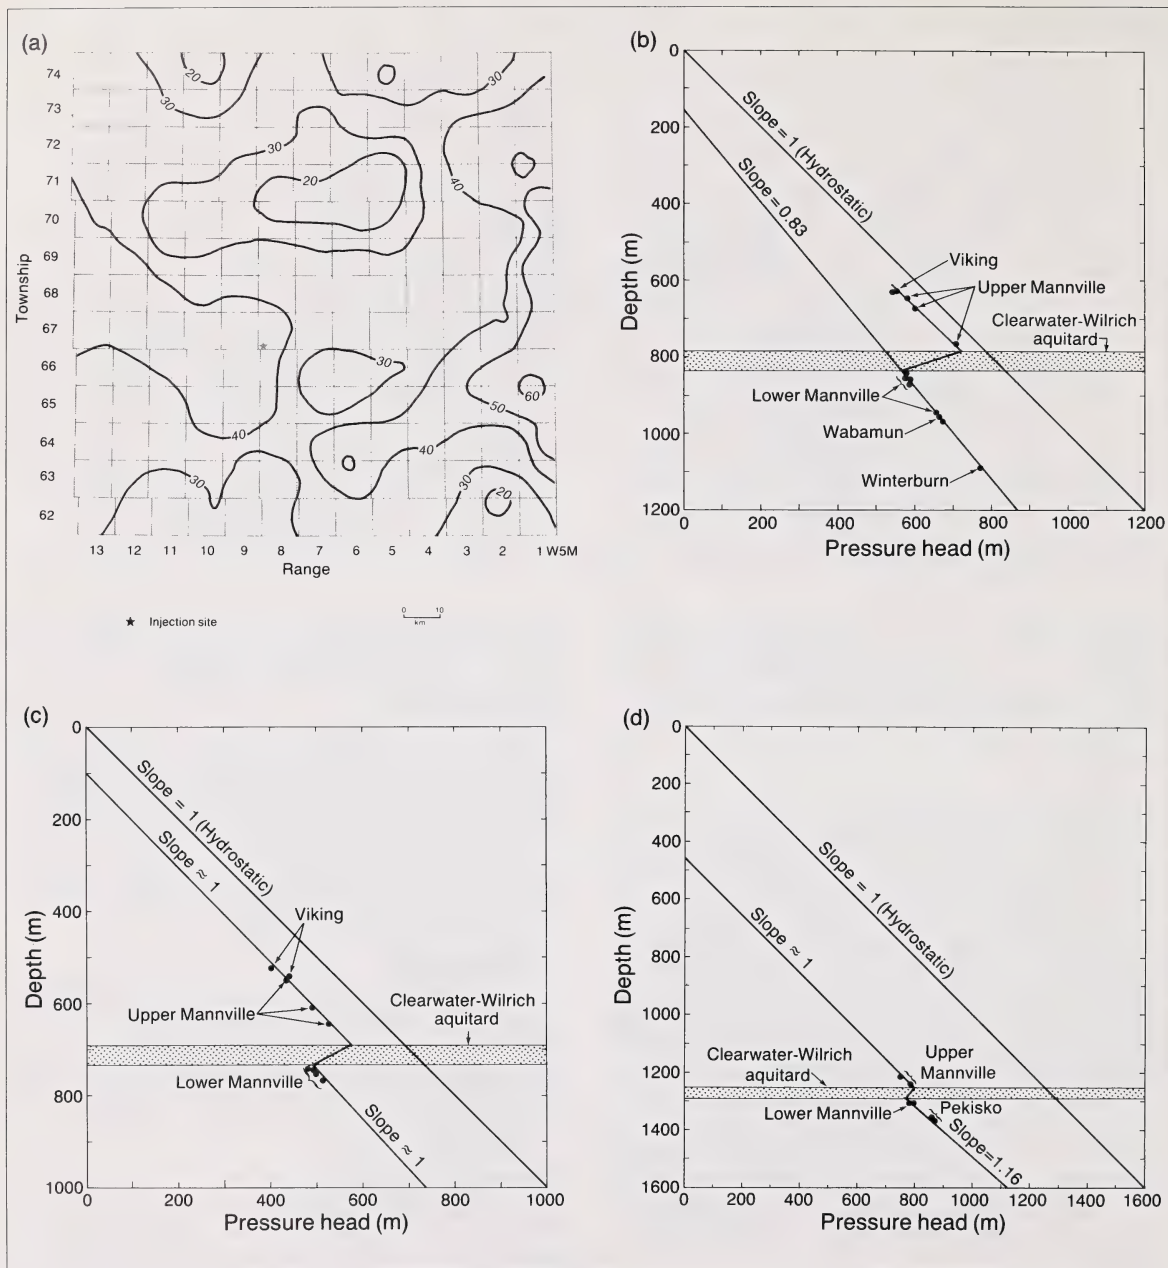 (a)
74
73
72
71
70
69
68
67
66
65
64
63
62
Township
13 12 11 10 9 8 7 6 5 4 3 2 1 W5M
Range
20
30
30
30
20
40
30
60
50
40
40
30
30
20
★ Injection site
0 10
km
(b)
0
200
400
600
800
1000
1200
Depth (m)
Slope = 1 (Hydrostatic)
Slope = 0.83
Viking
Upper Mannville
Clearwater-Wilrich
aquitard
Lower Mannville
Wabamun
Winterburn
0 200 400 600 800 1000 1200
Pressure head (m)
(c)
0
200
400
600
800
1000
Depth (m)
Slope = 1 (Hydrostatic)
Slope ≈ 1
Viking
Upper Mannville
Clearwater-Wilrich
aquitard
Lower Mannville
Slope ≈ 1
0 200 400 600 800 1000
Pressure head (m)
(d)
0
200
400
600
800
1000
1200
1400
1600
Depth (m)
Slope = 1 (Hydrostatic)
Slope ≈ 1
Clearwater-Wilrich
aquitard
Upper
Mannville
Lower Mannville
Pekisko
Slope=1.16
0 200 400 600 800 1000 1200 1400 1600
Pressure head (m)